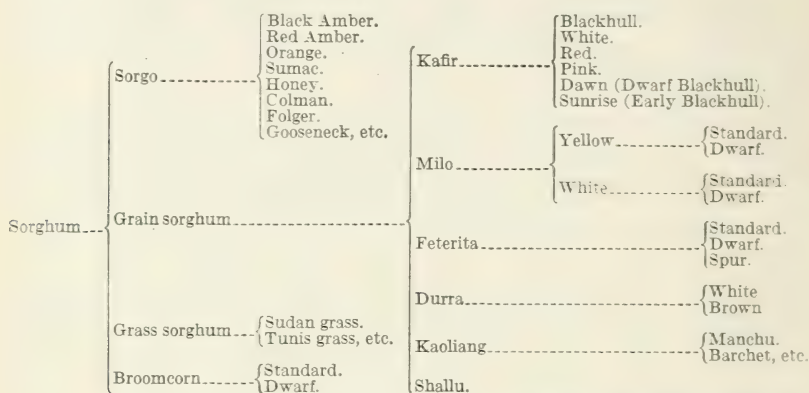 Sorghum
Sorgo
Black Amber.
Red Amber.
Orange.
Sumac.
Honey.
Colman.
Folger.
Gooseneck, etc.
Grain sorghum
Kafir
Blackhull.
White.
Red.
Pink.
Dawn (Dwarf Blackhull).
Sunrise (Early Blackhull).
Milo
Yellow
Standard.
Dwarf.
White
Standard.
Dwarf.
Feterita
Standard.
Dwarf.
Spur.
Durra
White
Brown
Kaoliang
Manchu.
Barchet, etc.
Shallu.
Grass sorghum
Sudan grass.
Tunis grass, etc.
Broomcorn
Standard.
Dwarf.